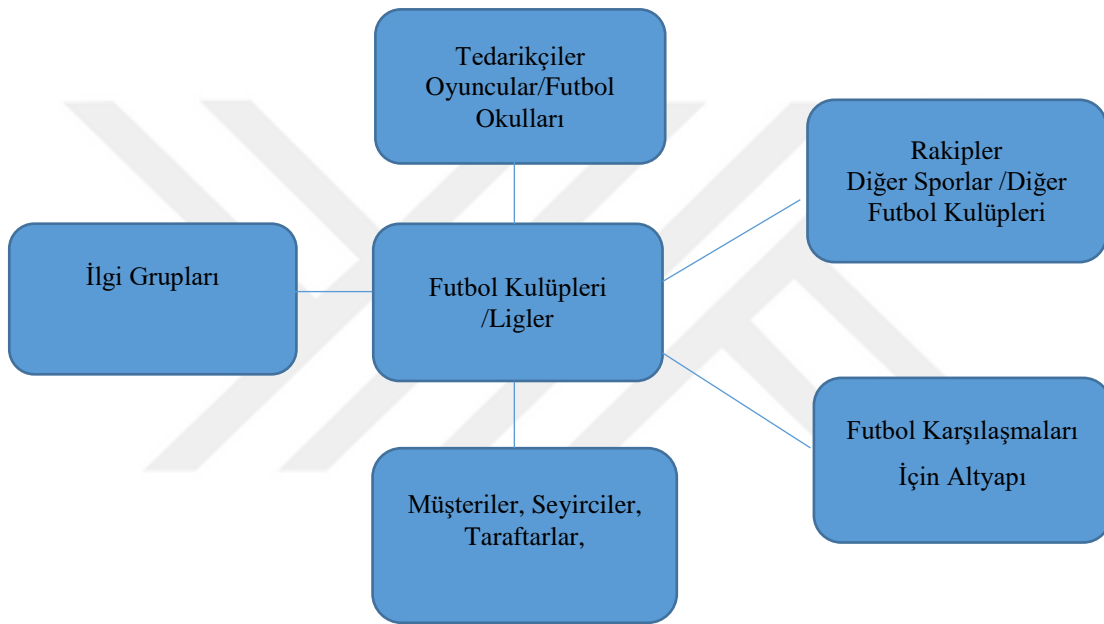 Tedarikçiler
Oyuncular/Futbol
Okulları
Rakipler
Diğer Sporlar /Diğer
Futbol Kulüpleri
İlgi Grupları
Futbol Kulüpleri
/Ligler
Futbol Karşılaşmaları
İçin Altyapı
Müşteriler, Seyirciler,
Taraftarlar,